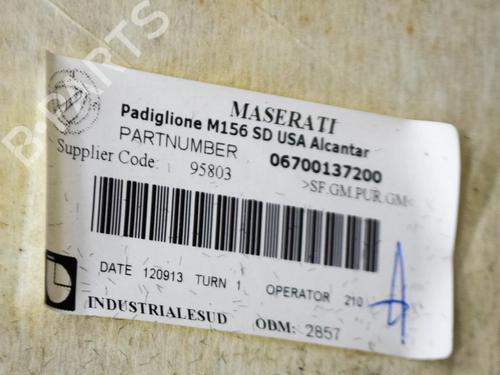 MASERATI
Padiglione M156 SD USA Alcantar
PARTNUMBER 06700137200
Supplier Code: 95803 >SF.GM.PUR.GM<
DATE 120913 TURN 1 OPERATOR 210
INDUSTRIALESUD ODM: 2857
B-PARTS